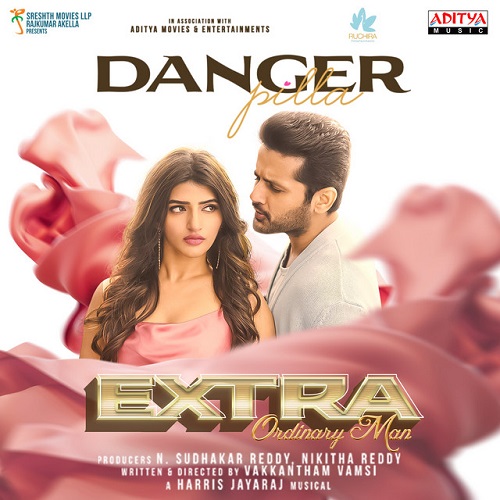 SRESHTH MOVIES LLP
RAJKUMAR AKELLA
PRESENTS
IN ASSOCIATION WITH
ADITYA MOVIES & ENTERTAINMENTS
RUCHIRA
ADITYA
MUSIC
DANGER
pilla
EXTRA
Ordinary Man
PRODUCERS N. SUDHAKAR REDDY, NIKITHA REDDY
WRITTEN & DIRECTED BY VAKKANTHAM VAMSI
A HARRIS JAYARAJ MUSICAL